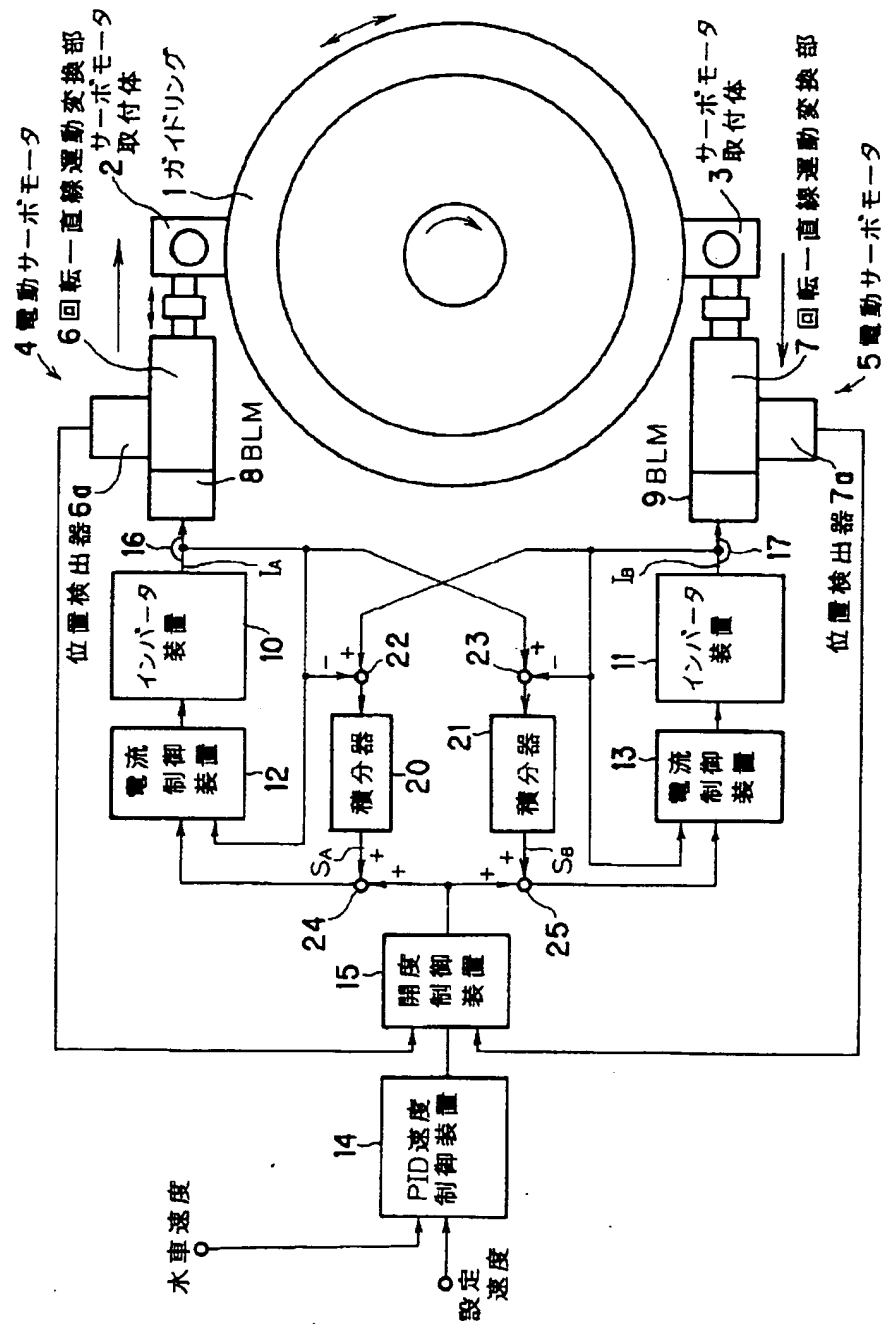 4電動サーボモータ
6回転ー直線運動変換部
サーボモータ
2取付体
1ガイドリング
位置検出器6a
8BLM
16
IA
インバータ
装置
10
電流
制御
装置
12
-
+
22
積分器
20
SA
+
+
24
水車速度
設定
速度
PID速度
制御装置
14
開度
制御
装置
15
+
-
23
積分器
21
SB
+
+
25
電流
制御
装置
13
インバータ
装置
11
IB
17
9BLM
位置検出器7a
サーボモータ
3取付体
7回転ー直線運動変換部
5電動サーボモータ